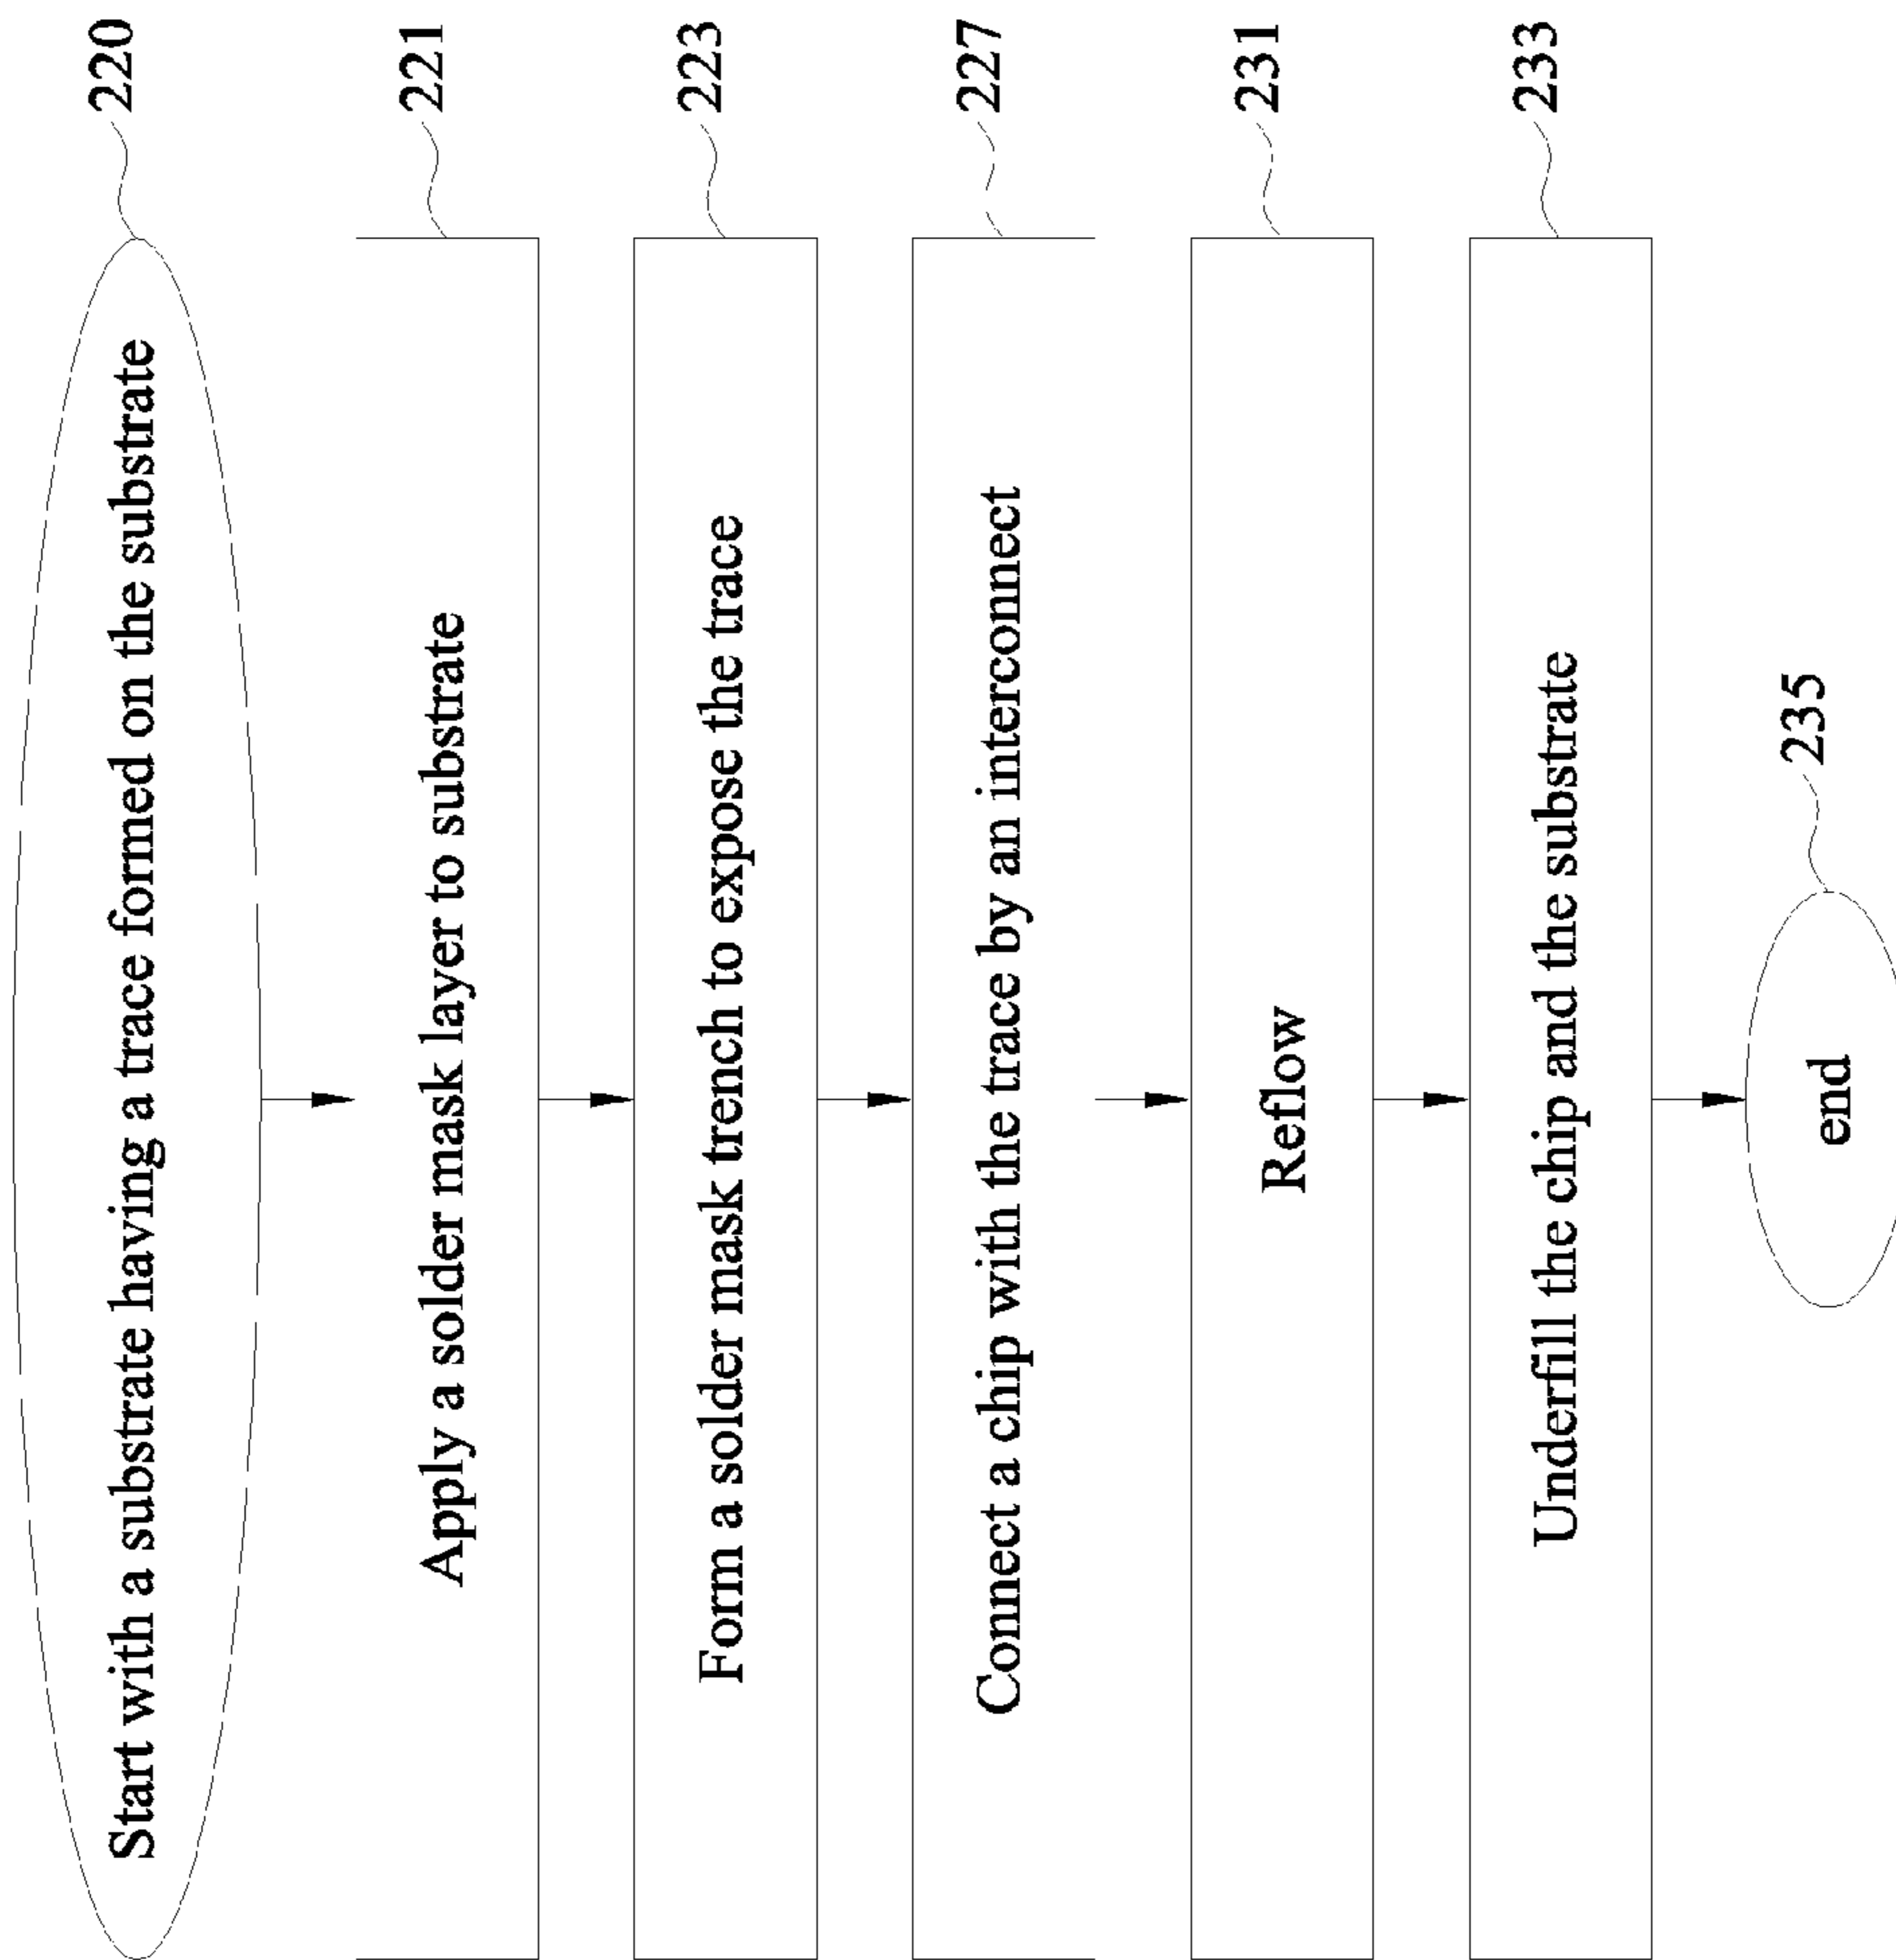 Start with a substrate having a trace formed on the substrate
220
Apply a solder mask layer to substrate
221
Form a solder mask trench to expose the trace
223
Connect a chip with the trace by an interconnect
227
Reflow
231
Underfill the chip and the substrate
233
end
235